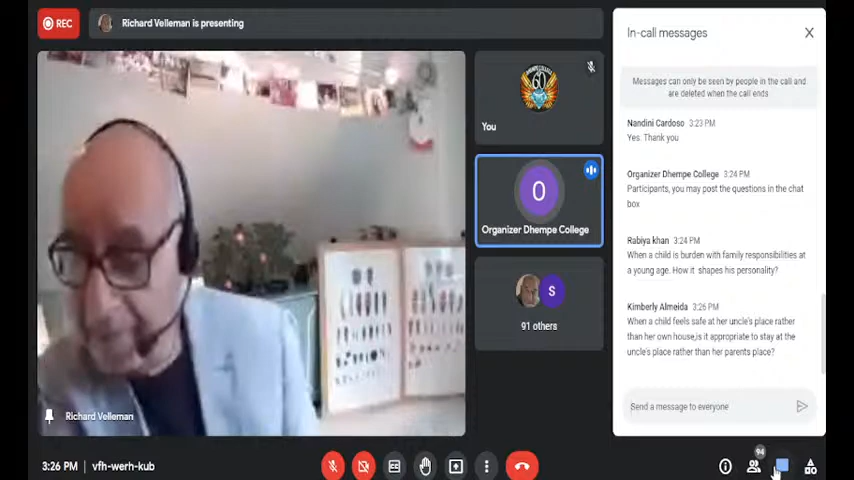 REC
Richard Velleman is presenting
In-call messages
Messages can only be seen by people in the call and
are deleted when the call ends
Nandini Cardoso 3:23 PM
Yes. Thank you
Organizer Dhempe College 3:24 PM
Participants, you may post the questions in the chat
box
Rabiya khan 3:24 PM
When a child is burden with family responsibilities at
a young age. How it shapes his personality?
Kimberly Almeida 3:26 PM
When a child feels safe at her uncle's place rather
than her own house,is it appropriate to stay at the
uncle's place rather than her parents place?
Send a message to everyone
60
You
O
Organizer Dhempe College
S
91 others
Richard Velleman
3:26 PM | vfh-werh-kub
CC
94